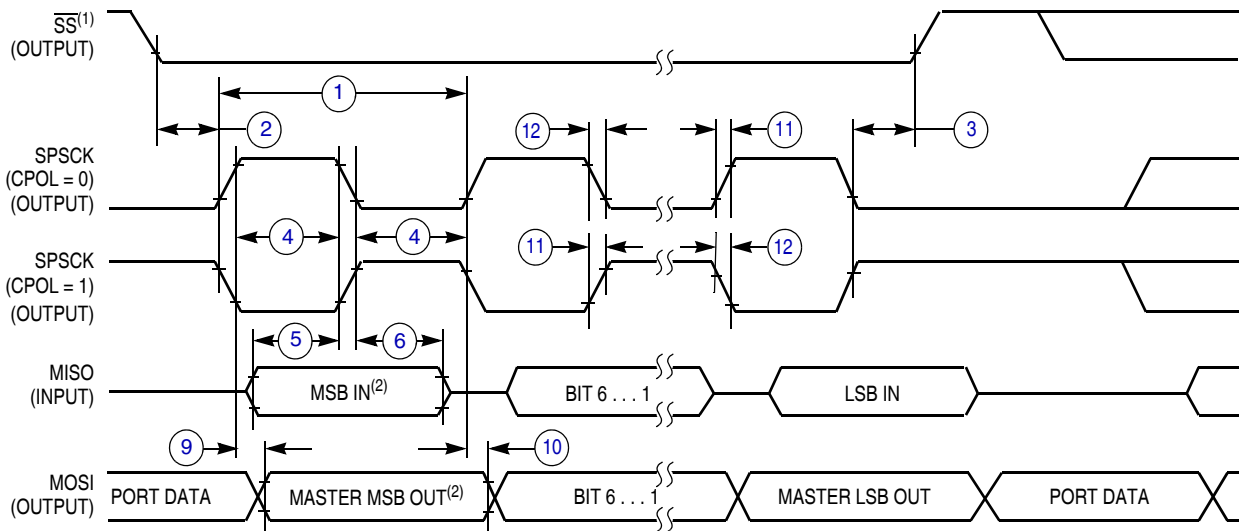 SS(1)
(OUTPUT)
1
2
12
11
3
SPSCK
(CPOL = 0)
(OUTPUT)
4
4
SPSCK
(CPOL = 1)
(OUTPUT)
11
12
5
6
MISO
(INPUT)
MSB IN(2)
BIT 6 . . . 1
LSB IN
9
10
MOSI
(OUTPUT)
PORT DATA
MASTER MSB OUT(2)
BIT 6 . . . 1
MASTER LSB OUT
PORT DATA